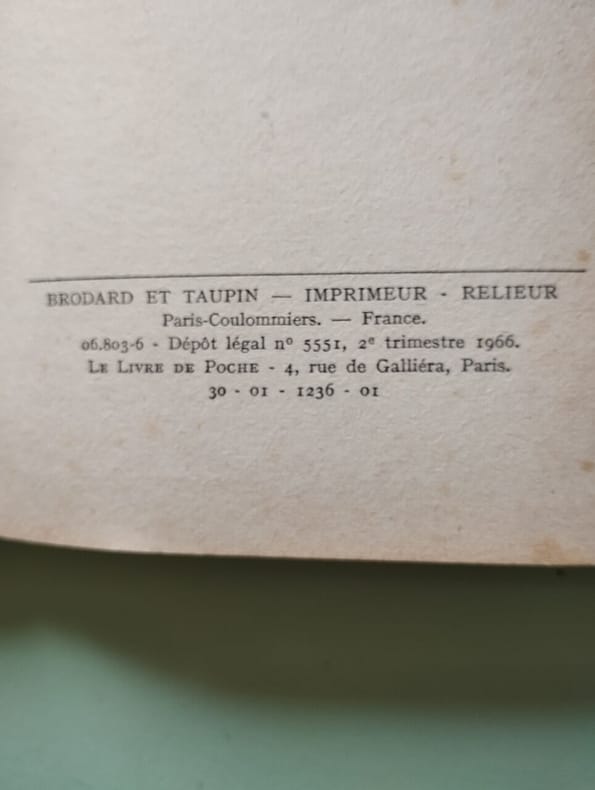 BRODARD ET TAUPIN — IMPRIMEUR - RELIEUR
Paris-Coulommiers. — France.
06.803-6 - Dépôt légal nº 5551, 2ᵉ trimestre 1966.
LE LIVRE DE POCHE - 4, rue de Galliéra, Paris.
30 - 01 - 1236 - 01